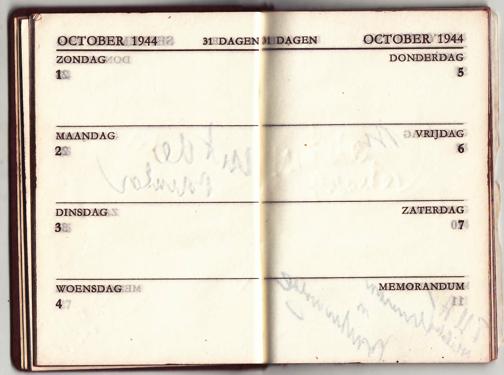 OCTOBER 1944 31 DAGEN
ZONDAG
1
MAANDAG
2
DINSDAG
3
WOENSDAG
4
31 DAGEN OCTOBER 1944
DONDERDAG
5
VRIJDAG
6
ZATERDAG
7
MEMORANDUM